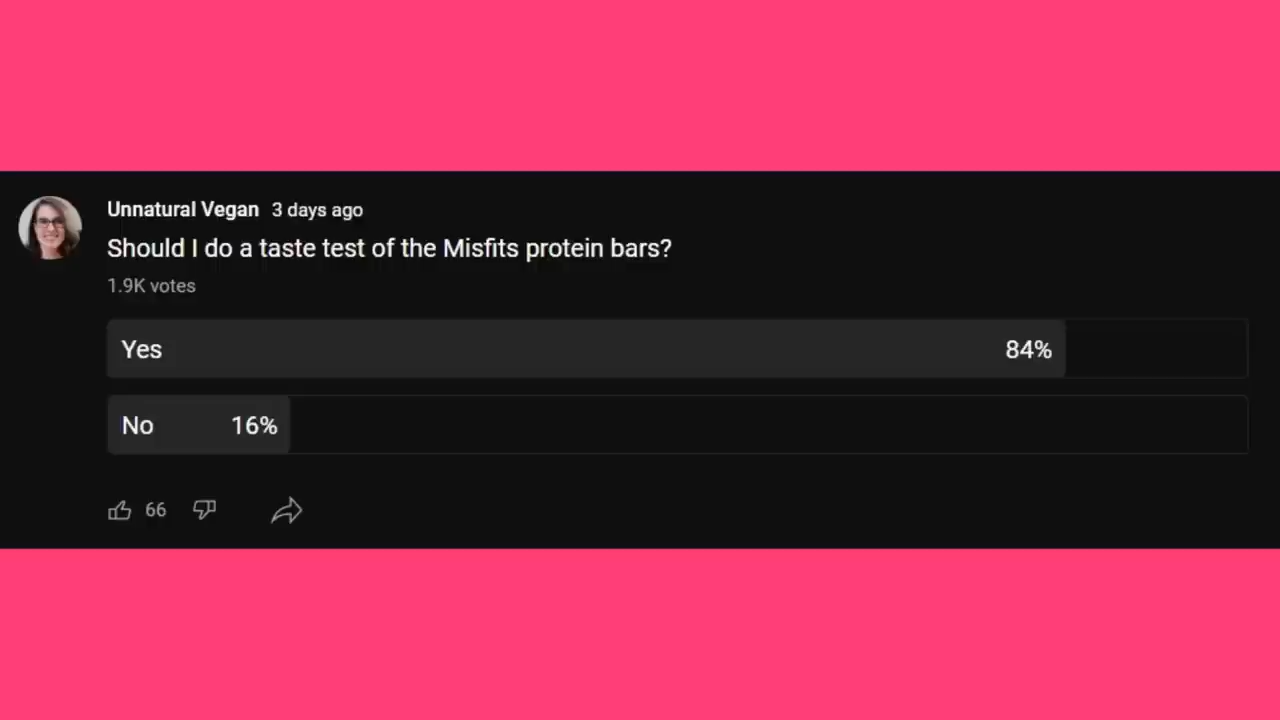 Unnatural Vegan 3 days ago
Should I do a taste test of the Misfits protein bars?
1.9K votes
Yes 84%
No 16%
66